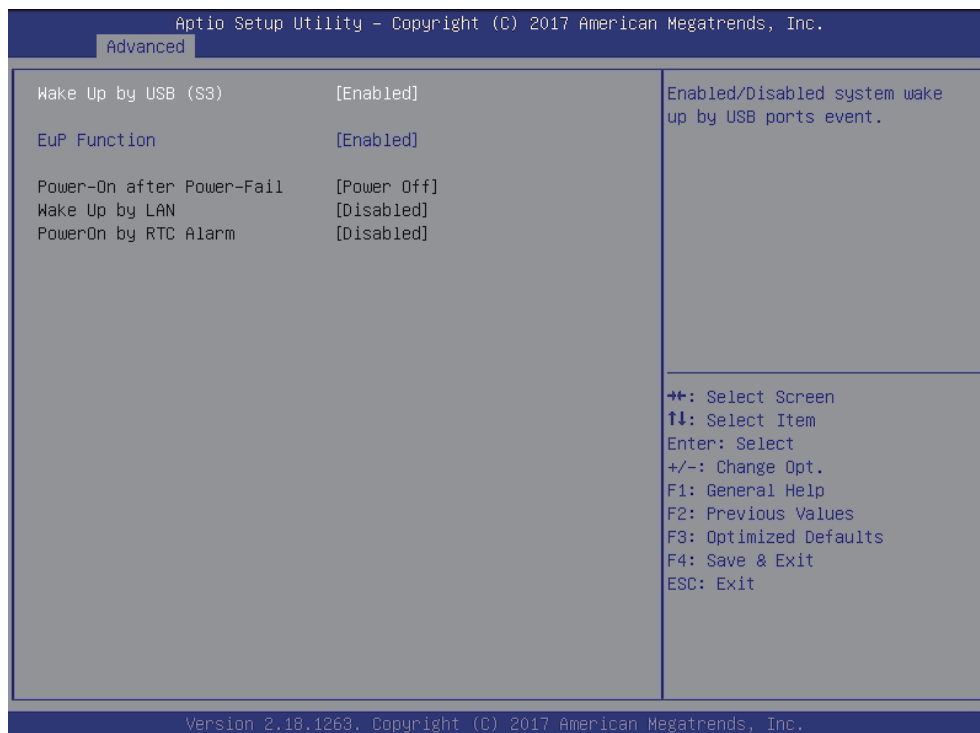 Aptio Setup Utility – Copyright (C) 2017 American Megatrends, Inc.
Advanced
Wake Up by USB (S3) [Enabled]
EuP Function [Enabled]
Power-On after Power-Fail [Power Off]
Wake Up by LAN [Disabled]
PowerOn by RTC Alarm [Disabled]
Enabled/Disabled system wake
up by USB ports event.
→←: Select Screen
↑↓: Select Item
Enter: Select
+/-: Change Opt.
F1: General Help
F2: Previous Values
F3: Optimized Defaults
F4: Save & Exit
ESC: Exit
Version 2.18.1263. Copyright (C) 2017 American Megatrends, Inc.